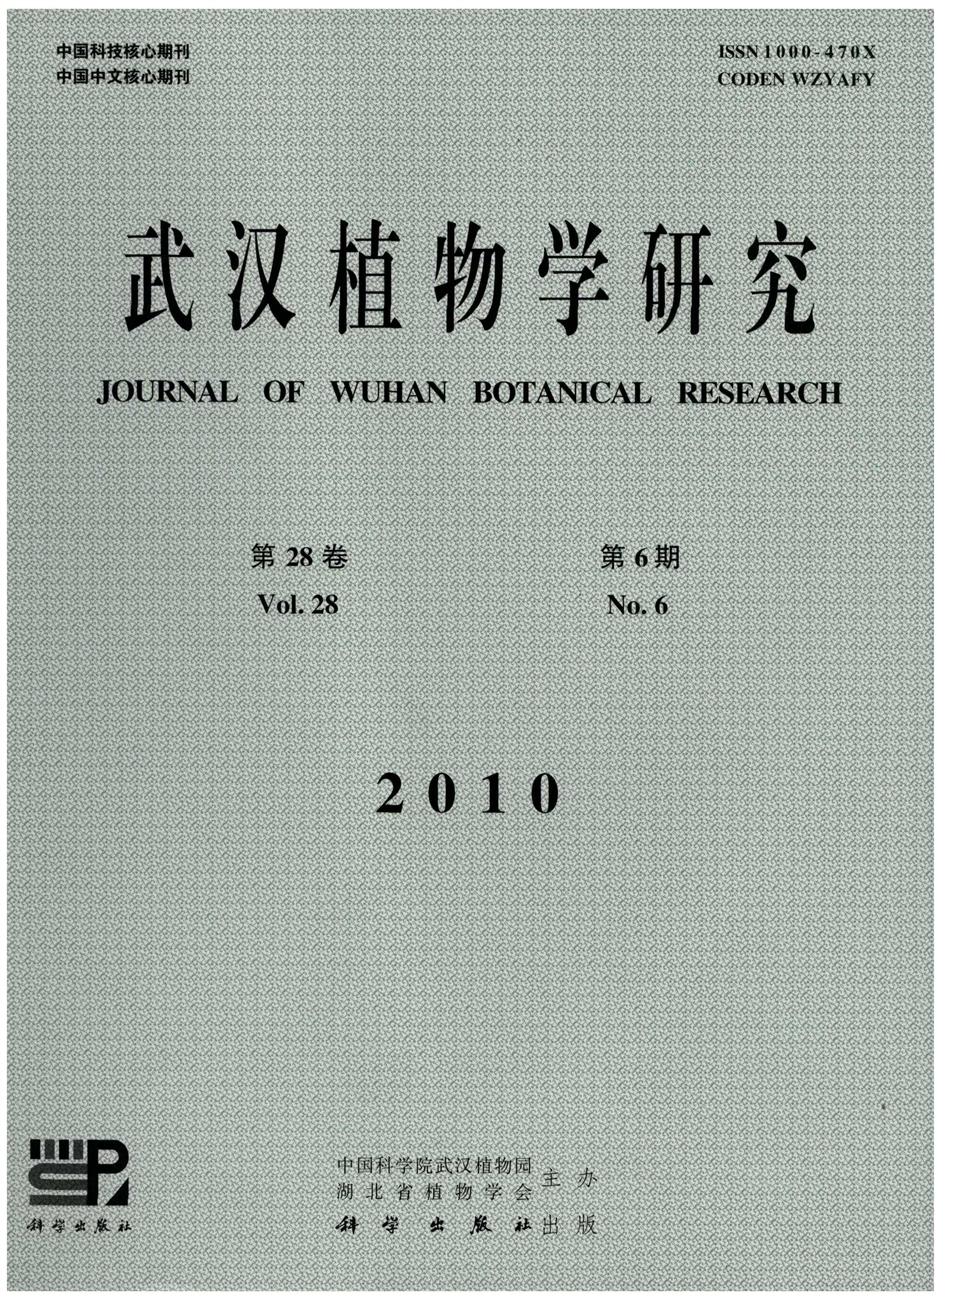 中国科技核心期刊
中国中文核心期刊
ISSN 1000-470X
CODEN WZYAFY
武汉植物学研究
JOURNAL OF WUHAN BOTANICAL RESEARCH
第 28 卷
Vol. 28
第 6 期
No. 6
2010
科学出版社
中国科学院武汉植物园
湖北省植物学会
主办
科学出版社 出版